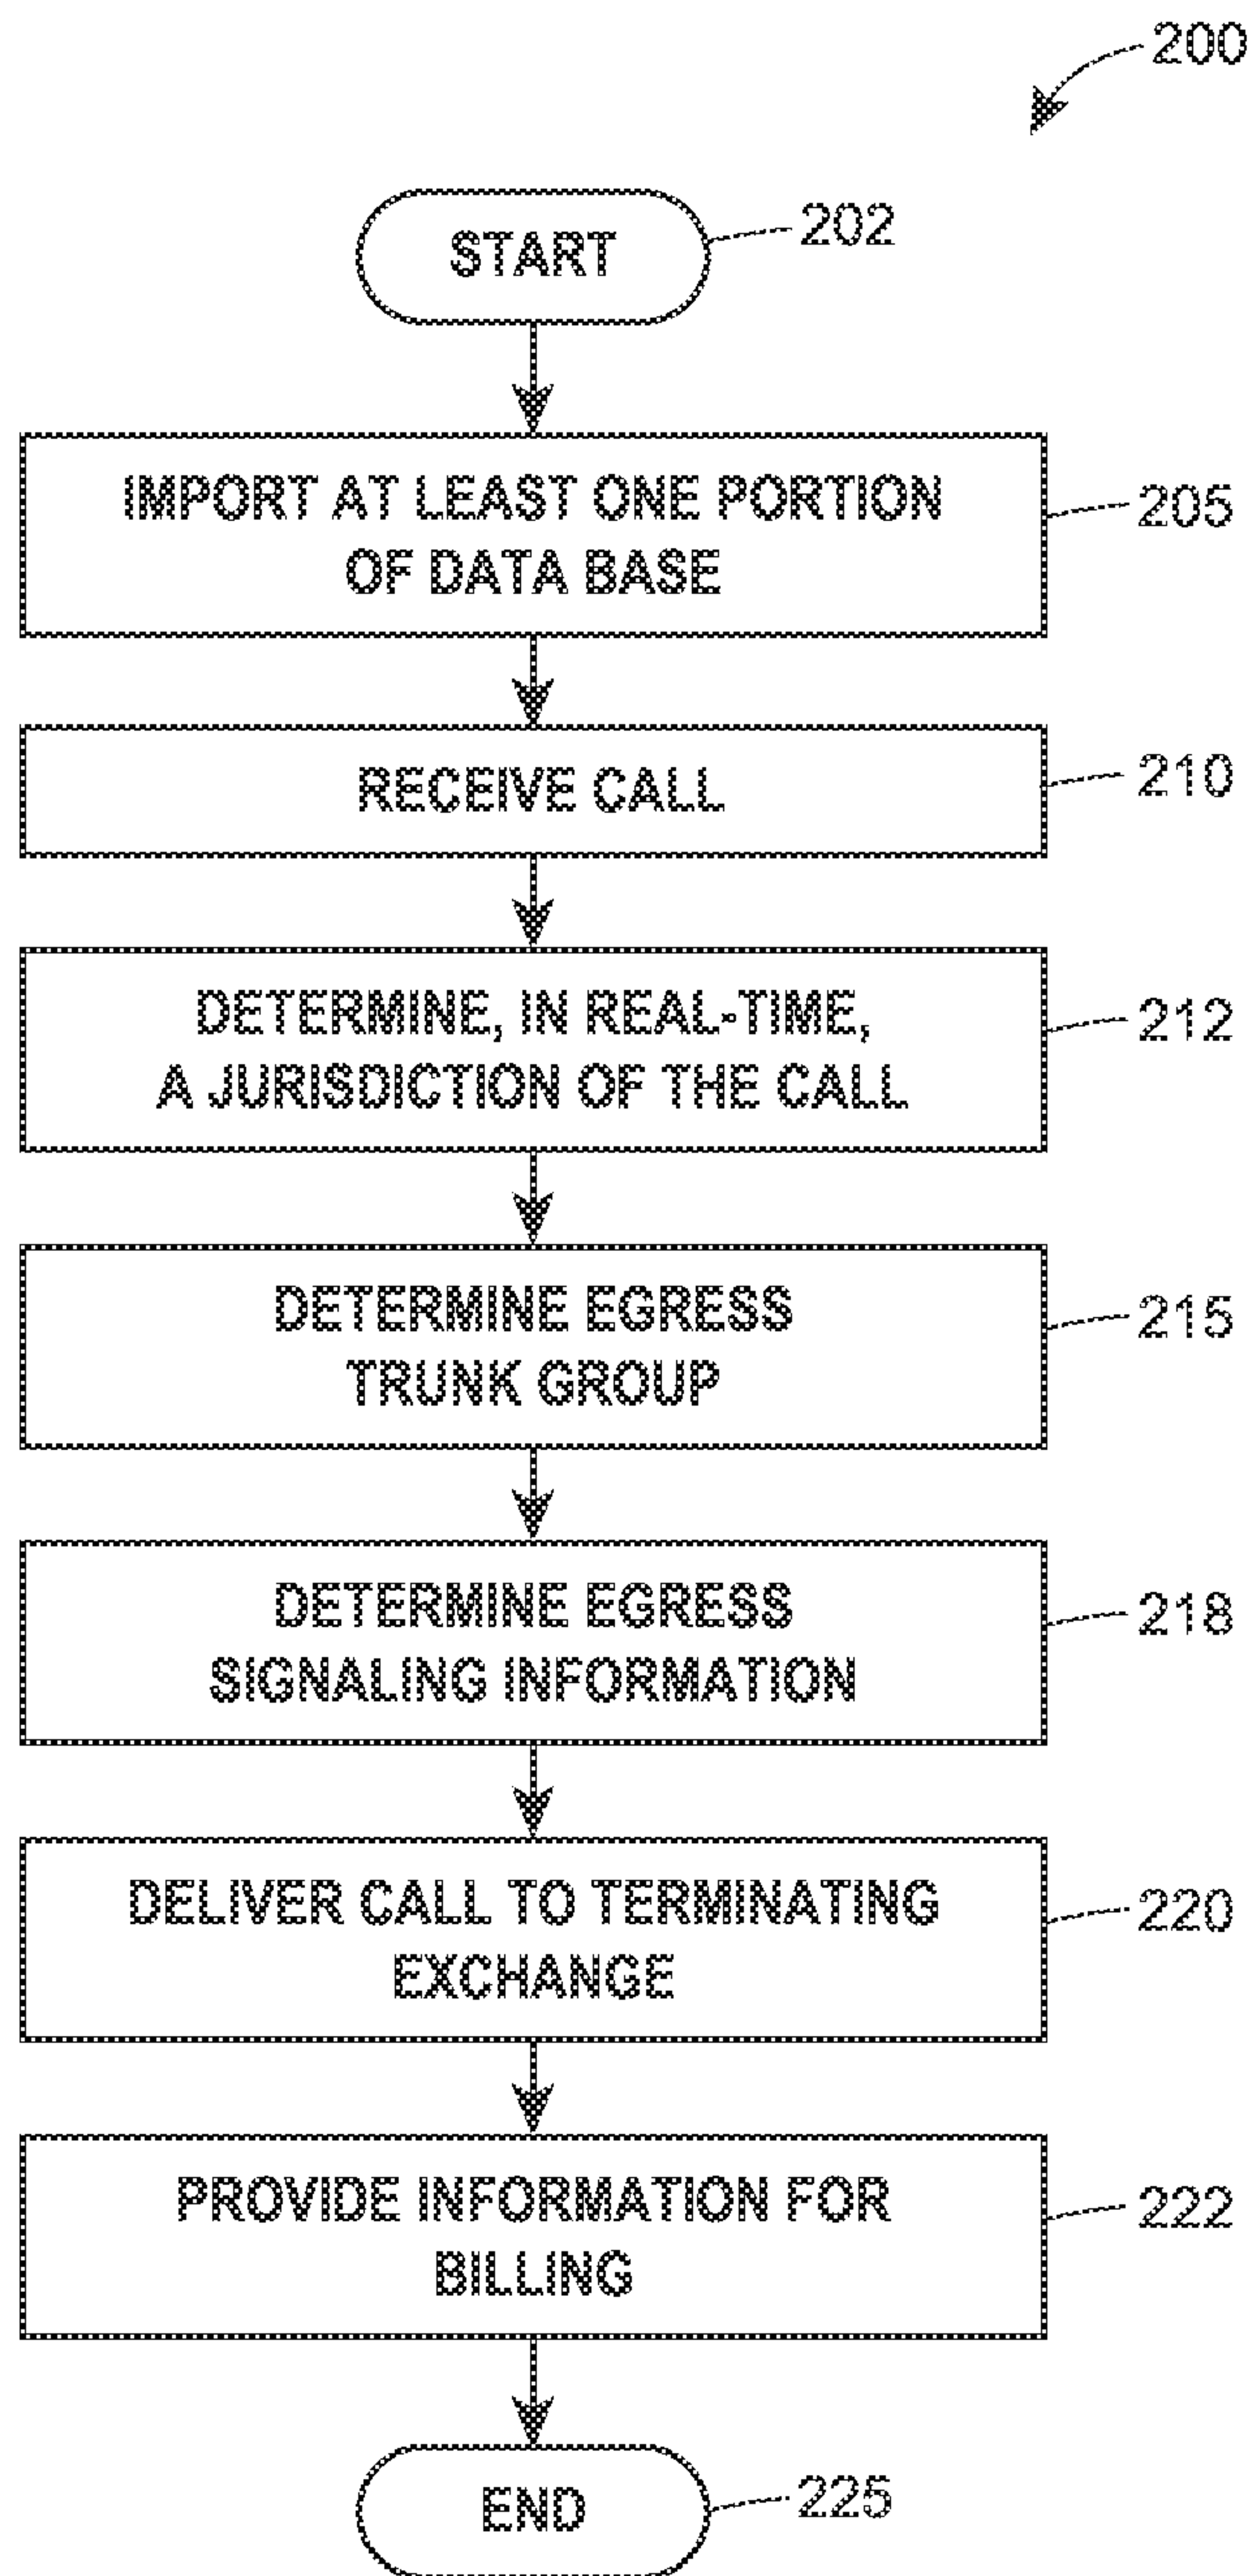 200
START
202
IMPORT AT LEAST ONE PORTION
OF DATA BASE
205
RECEIVE CALL
210
DETERMINE, IN REAL-TIME,
A JURISDICTION OF THE CALL
212
DETERMINE EGRESS
TRUNK GROUP
215
DETERMINE EGRESS
SIGNALING INFORMATION
218
DELIVER CALL TO TERMINATING
EXCHANGE
220
PROVIDE INFORMATION FOR
BILLING
222
END
225